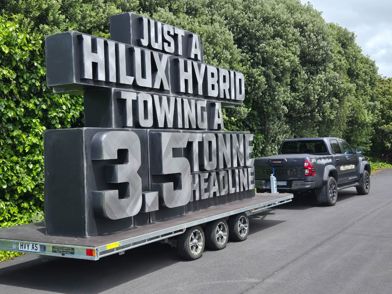 JUST A
HILUX HYBRID
TOWING A
3.5 TONNE
HEADLINE